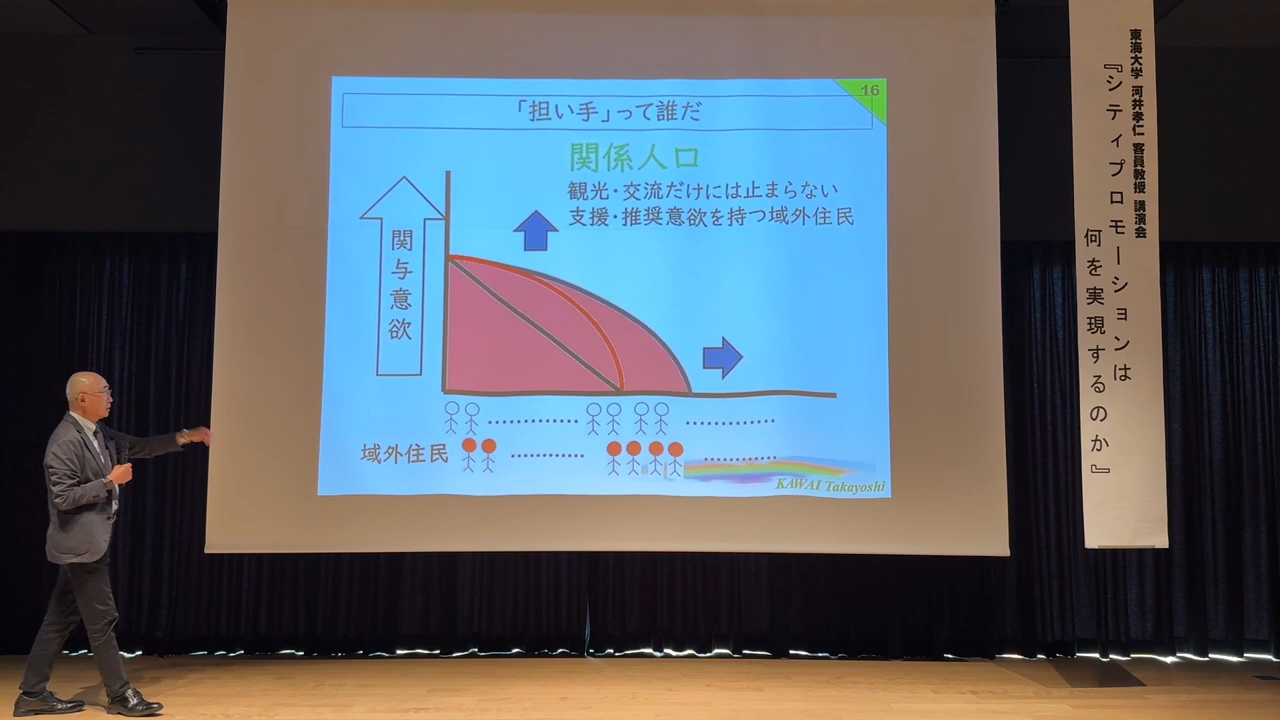 16
「担い手」って誰だ
関係人口
観光・交流だけには止まらない
支援・推奨意欲を持つ域外住民
関与意欲
域外住民
KAWAI Takayoshi
東海大学 河井孝仁 客員教授 講演会
『シティプロモーションは
何を実現するのか』